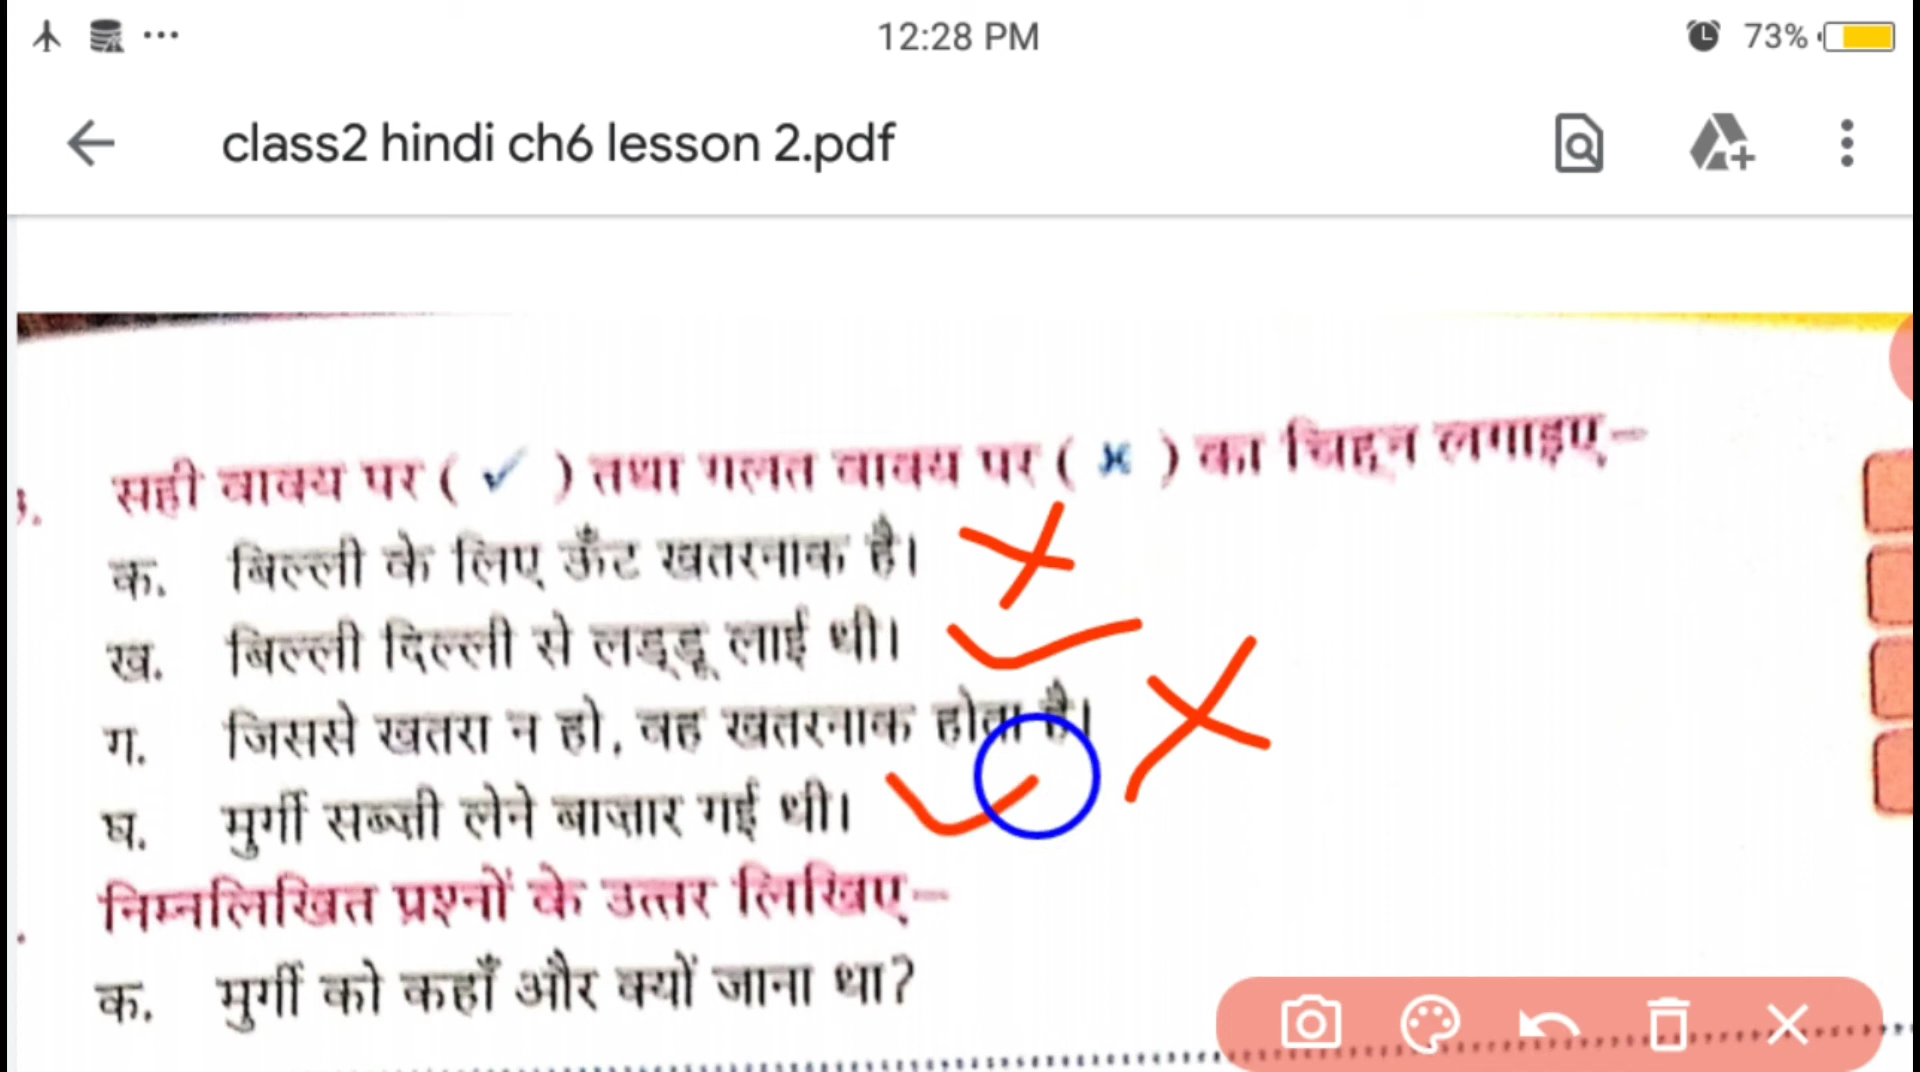 12:28 PM
73%
class2 hindi ch6 lesson 2.pdf
सही वाक्य पर ( ✓ ) तथा गलत वाक्य पर ( × ) का चिह्न लगाइए–
क. बिल्ली के लिए ऊँट खतरनाक है।
ख. बिल्ली दिल्ली से लड्डू लाई थी।
ग. जिससे खतरा न हो, वह खतरनाक होता है।
घ. मुर्गी सब्ज़ी लेने बाज़ार गई थी।
निम्नलिखित प्रश्नों के उत्तर लिखिए–
क. मुर्गी को कहाँ और क्यों जाना था?